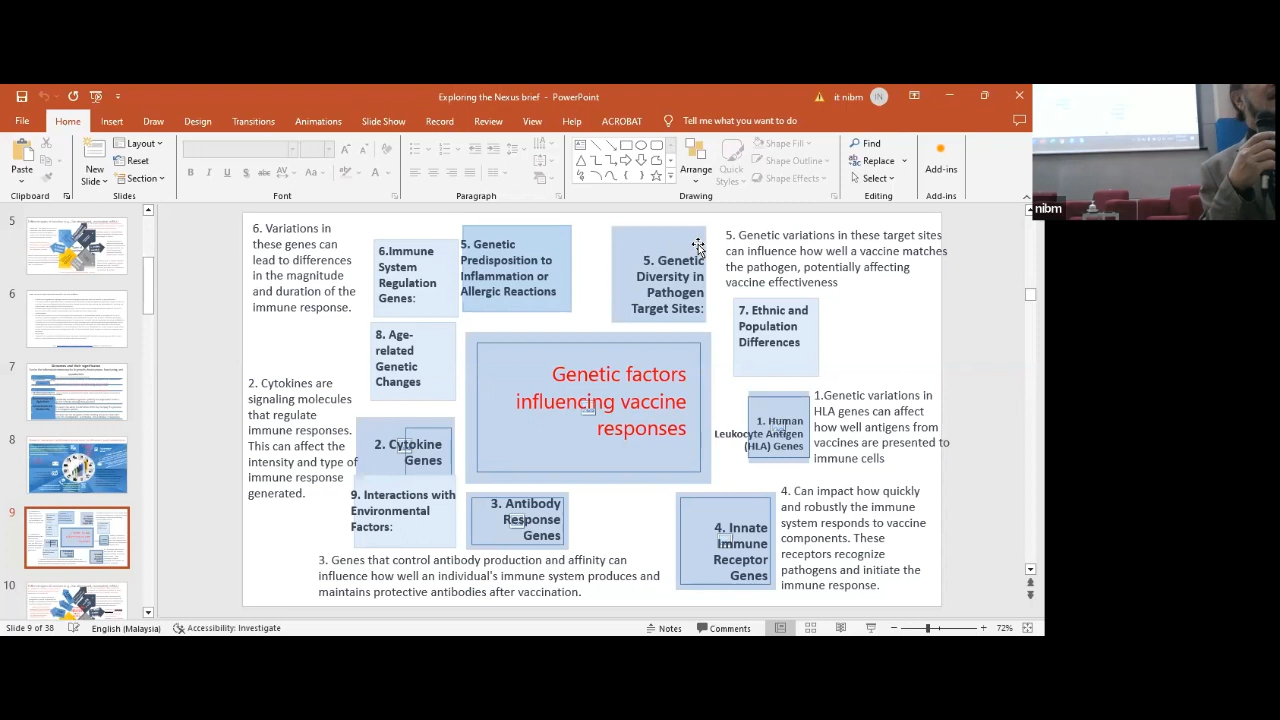 Exploring the Nexus brief - PowerPoint
it nibm
IN
File
Home
Insert
Draw
Design
Transitions
Animations
Slide Show
Record
Review
View
Help
ACROBAT
Tell me what you want to do
Paste
Clipboard
New
Slide
Layout
Reset
Section
Slides
Font
Paragraph
Arrange
Quick
Styles
Shape Fill
Shape Outline
Shape Effects
Drawing
Find
Replace
Select
Editing
Add-ins
Add-ins
nibm
5
6
7
8
9
10
6. Variations in
these genes can
lead to differences
in the magnitude
and duration of the
immune response.
6.Immune
System
Regulation
Genes:
5. Genetic
Predisposition to
Inflammation or
Allergic Reactions
5. Genetic
Diversity in
Pathogen
Target Sites:
5. Genetic variations in these target sites
can influence how well a vaccine matches
the pathogen, potentially affecting
vaccine effectiveness
7. Ethnic and
Population
Differences
8. Age-
related
Genetic
Changes
Genetic factors
influencing vaccine
responses
2. Cytokines are
signaling molecules
that regulate
immune responses.
This can affect the
intensity and type of
immune response
generated.
2. Cytokine
Genes
1. Human
Leukocyte Antigen
(HLA) Genes
1.Genetic variations in
HLA genes can affect
how well antigens from
vaccines are presented to
immune cells
9. Interactions with
Environmental
Factors:
3. Antibody
Response
Genes
4. Innate
Immune
Receptor
Genes
4. Can impact how quickly
and robustly the immune
system responds to vaccine
components. These
receptors recognize
pathogens and initiate the
immune response.
3. Genes that control antibody production and affinity can
influence how well an individual's immune system produces and
maintains protective antibodies after vaccination.
Slide 9 of 38
English (Malaysia)
Accessibility: Investigate
Notes
Comments
72%